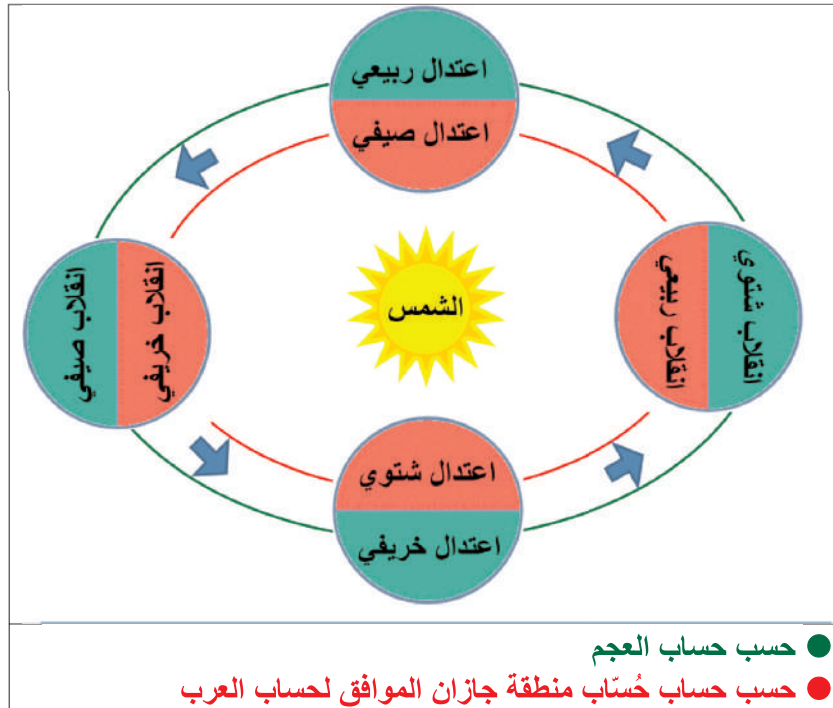 اعتدال ربيعي
اعتدال صيفي
انقلاب شتوي
انقلاب ربيعي
الشمس
انقلاب خريفي
انقلاب صيفي
اعتدال شتوي
اعتدال خريفي
حسب حساب العجم
حسب حساب حُسّاب منطقة جازان الموافق لحساب العرب